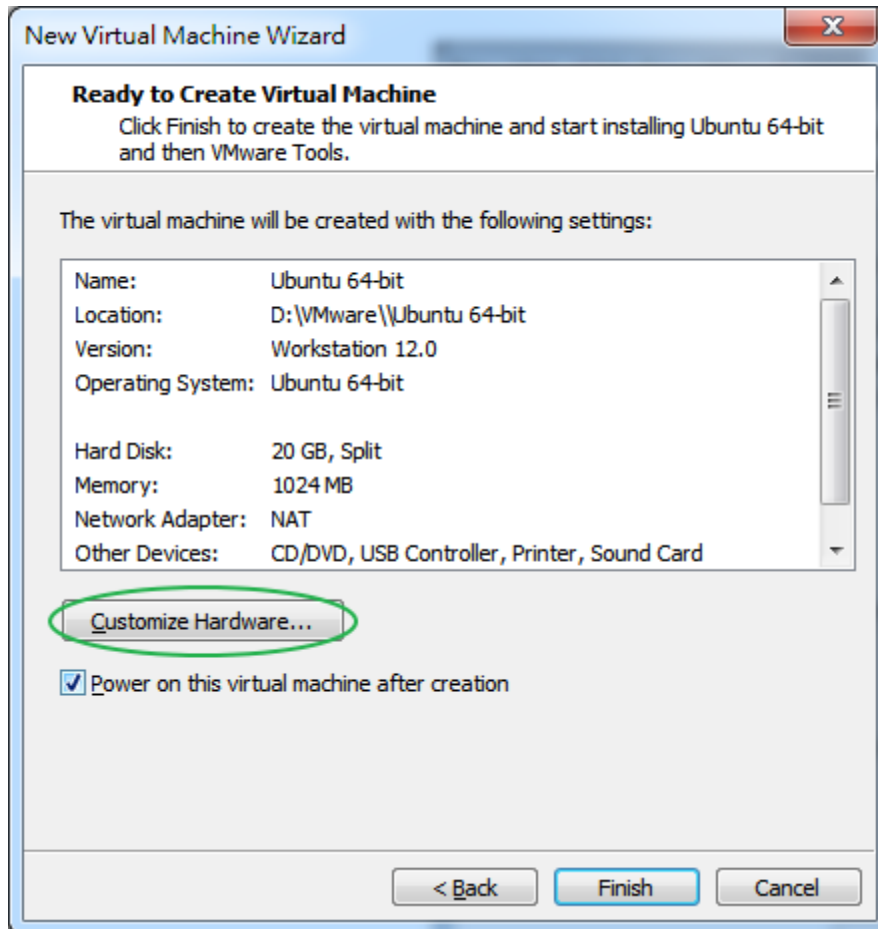 New Virtual Machine Wizard
Ready to Create Virtual Machine
Click Finish to create the virtual machine and start installing Ubuntu 64-bit
and then VMware Tools.
The virtual machine will be created with the following settings:
Name: Ubuntu 64-bit
Location: D:\VMware\\Ubuntu 64-bit
Version: Workstation 12.0
Operating System: Ubuntu 64-bit
Hard Disk: 20 GB, Split
Memory: 1024 MB
Network Adapter: NAT
Other Devices: CD/DVD, USB Controller, Printer, Sound Card
Customize Hardware...
Power on this virtual machine after creation
< Back Finish Cancel